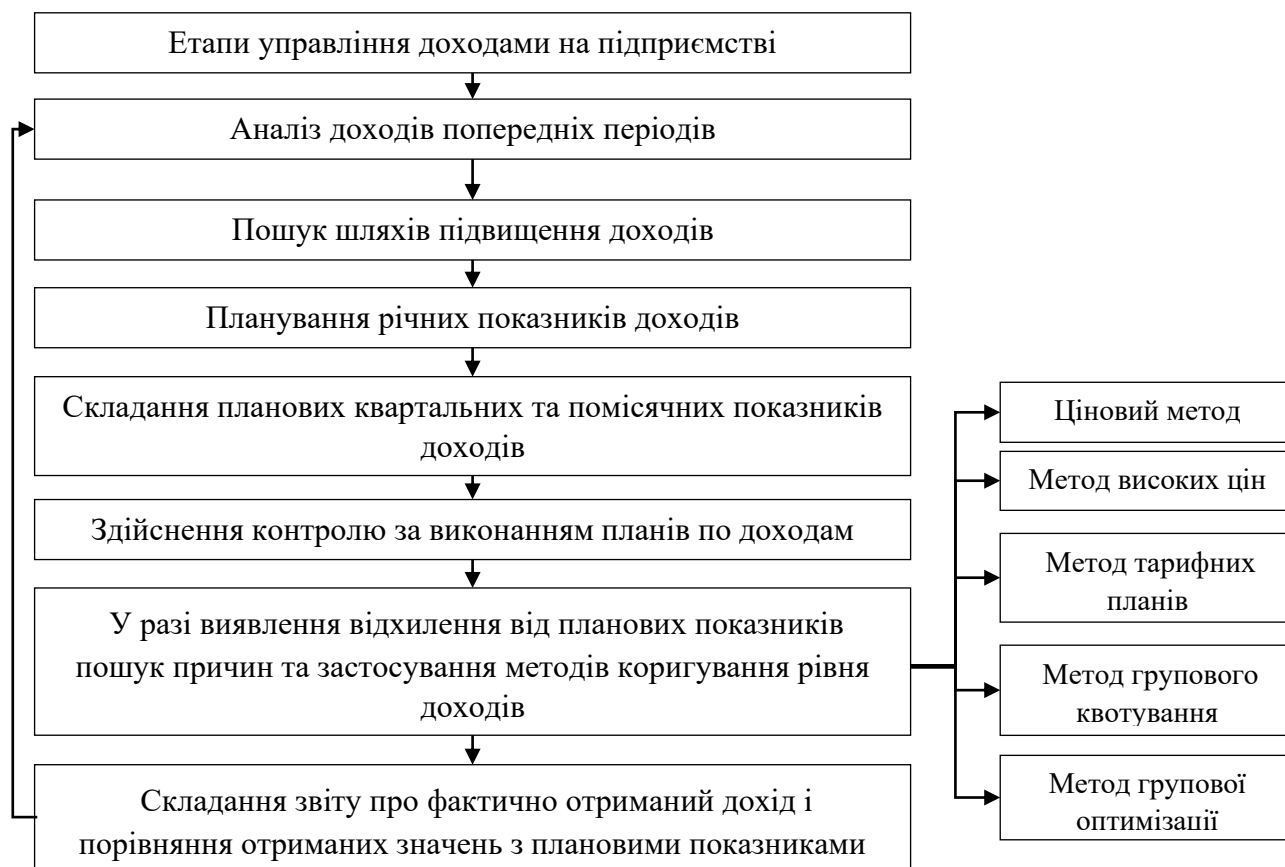 Етапи управління доходами на підприємстві
Аналіз доходів попередніх періодів
Пошук шляхів підвищення доходів
Планування річних показників доходів
Складання планових квартальних та помісячних показників
доходів
Здійснення контролю за виконанням планів по доходам
У разі виявлення відхилення від планових показників
пошук причин та застосування методів коригування рівня
доходів
Складання звіту про фактично отриманий дохід і
порівняння отриманих значень з плановими показниками
Ціновий метод
Метод високих цін
Метод тарифних
планів
Метод групового
квотування
Метод групової
оптимізації